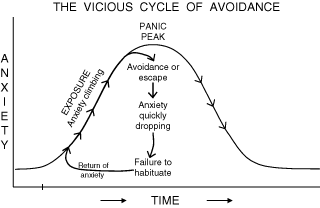 THE VICIOUS CYCLE OF AVOIDANCE
PANIC
PEAK
ANXIETY
EXPOSURE
Anxiety climbing
Avoidance or
escape
Anxiety
quickly
dropping
Failure to
habituate
Return of
anxiety
TIME